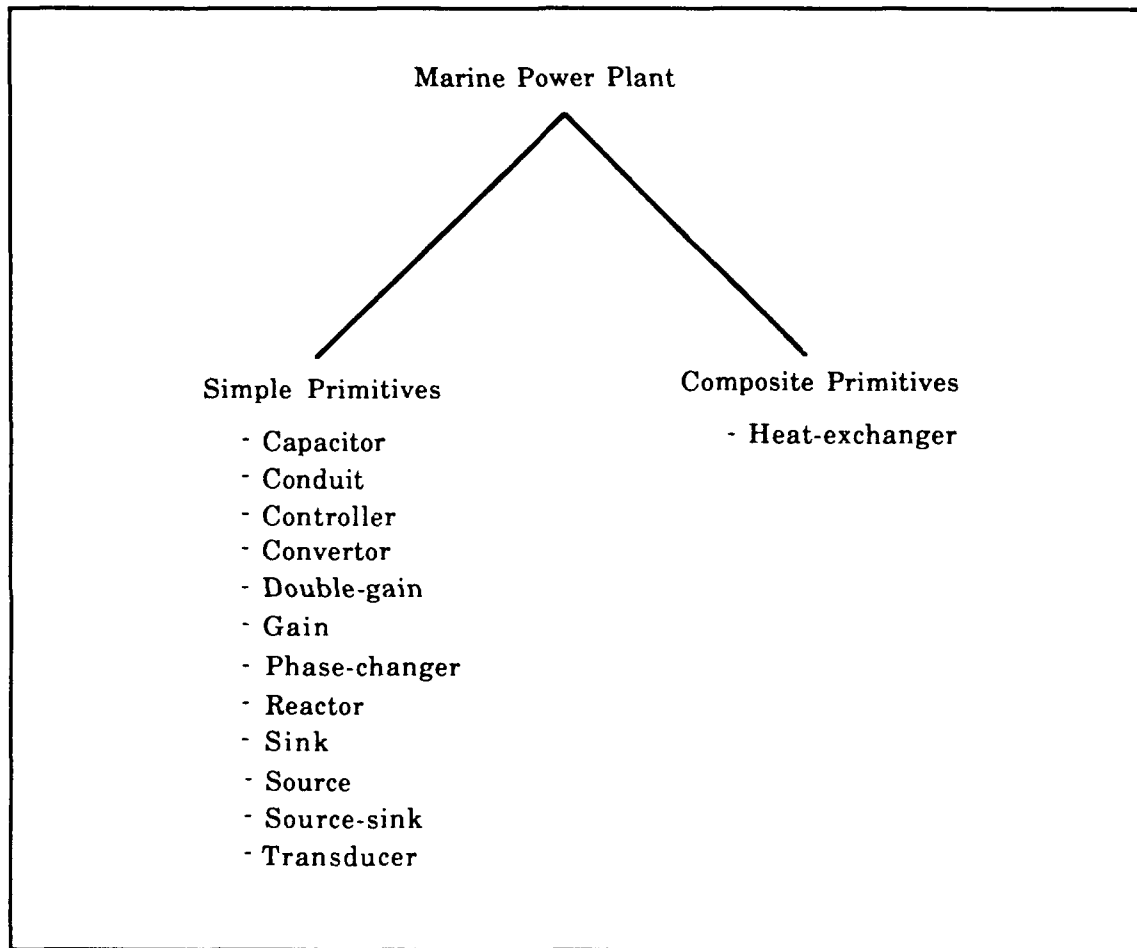 Marine Power Plant
Simple Primitives
- Capacitor
- Conduit
- Controller
- Convertor
- Double-gain
- Gain
- Phase-changer
- Reactor
- Sink
- Source
- Source-sink
- Transducer
Composite Primitives
- Heat-exchanger